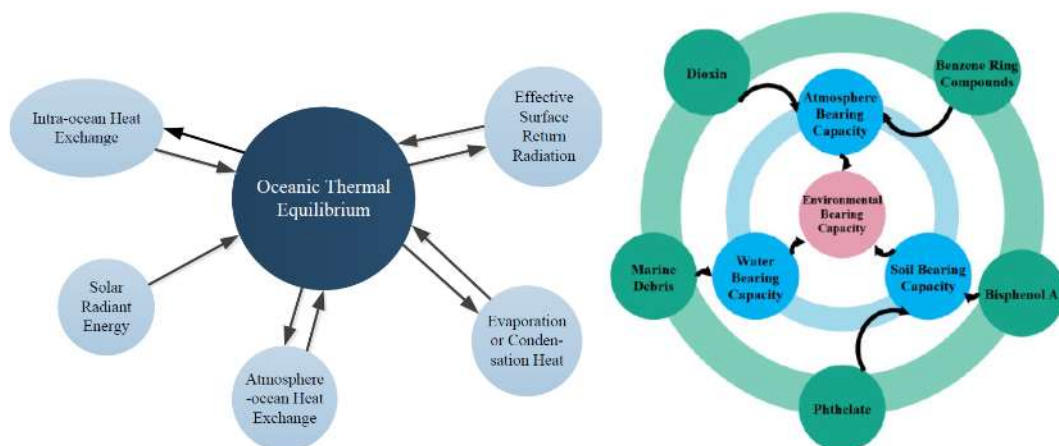 Intra-ocean Heat
Exchange
Effective
Surface
Return
Radiation
Oceanic Thermal
Equilibrium
Solar
Radiant
Energy
Atmosphere
-ocean Heat
Exchange
Evaporation
or Conden-
sation Heat
Dioxin
Benzene Ring
Compounds
Atmosphere
Bearing
Capacity
Environmental
Bearing
Capacity
Marine
Debris
Water
Bearing
Capacity
Soil Bearing
Capacity
Bisphenol A
Phthelate